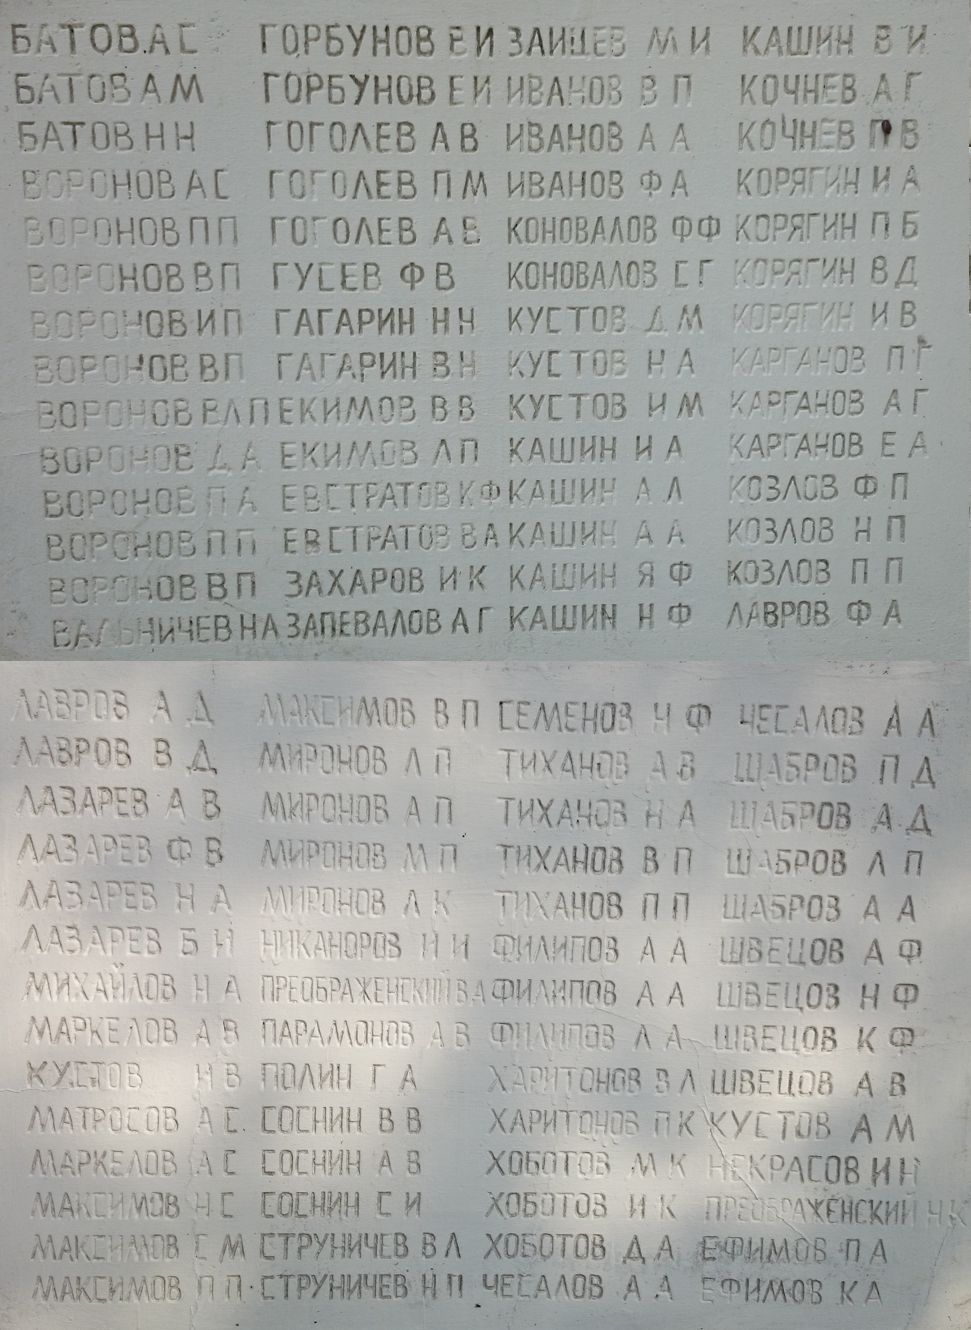 БАТОВ.А С ГОРБУНОВ Е И ЗАЙЦЕВ М И КАШИН В И
БАТОВ А М ГОРБУНОВ Е И ИВАНОВ В П КОЧНЕВ А Г
БАТОВ Н Н ГОГОЛЕВ А В ИВАНОВ А А КОЧНЕВ П В
ВОРОНОВ А С ГОГОЛЕВ П М ИВАНОВ Ф А КОРЯГИН И А
ВОРОНОВ П П ГОГОЛЕВ А В КОНОВАЛОВ Ф Ф КОРЯГИН П Б
ВОРОНОВ В П ГУСЕВ Ф В КОНОВАЛОВ С Г КОРЯГИН В Д
ВОРОНОВ И П ГАГАРИН Н Н КУСТОВ Д М КОРЯГИН И В
ВОРОНОВ В П ГАГАРИН В Н КУСТОВ Н А КАРГАНОВ П Г
ВОРОНОВ ВЛ П ЕКИМОВ В В КУСТОВ И М КАРГАНОВ А Г
ВОРОНОВ Д А ЕКИМОВ Л П КАШИН И А КАРГАНОВ Е А
ВОРОНОВ П А ЕВСТРАТОВ К Ф КАШИН А Л КОЗЛОВ Ф П
ВОРОНОВ П П ЕВСТРАТОВ В А КАШИН А А КОЗЛОВ Н П
ВОРОНОВ В П ЗАХАРОВ И К КАШИН Я Ф КОЗЛОВ П П
ВАЛЬНИЧЕВ Н А ЗАПЕВАЛОВ А Г КАШИН Н Ф ЛАВРОВ Ф А
ЛАВРОВ А Д МАКСИМОВ В П СЕМЕНОВ Н Ф ЧЕСАЛОВ А А
ЛАВРОВ В Д МИРОНОВ Л П ТИХАНОВ А В ШАБРОВ П Д
ЛАЗАРЕВ А В МИРОНОВ А П ТИХАНОВ Н А ШАБРОВ А Д
ЛАЗАРЕВ Ф В МИРОНОВ М П ТИХАНОВ В П ШАБРОВ Л П
ЛАЗАРЕВ Н А МИРОНОВ А К ТИХАНОВ П П ШАБРОВ А А
ЛАЗАРЕВ Б Н НИКАНОРОВ Н И ФИЛИПОВ А А ШВЕЦОВ А Ф
МИХАЙЛОВ Н А ПРЕОБРАЖЕНСКИЙ В А ФИЛИПОВ А А ШВЕЦОВ Н Ф
МАРКЕЛОВ А В ПАРАМОНОВ А В ФИЛИПОВ Л А ШВЕЦОВ К Ф
КУСТОВ Н В ПОЛИН Г А ХАРИТОНОВ В Л ШВЕЦОВ А В
МАТРОСОВ А С. СОСНИН В В ХАРИТОНОВ П К КУСТОВ А М
МАРКЕЛОВ А С СОСНИН А В ХОБОТОВ М К НЕКРАСОВ И Н
МАКСИМОВ Н С СОСНИН С И ХОБОТОВ И К ПРЕОБРАЖЕНСКИЙ Н К
МАКСИМОВ С М СТРУНИЧЕВ В Л ХОБОТОВ Д А ЕФИМОВ П А
МАКСИМОВ П П СТРУНИЧЕВ Н П ЧЕСАЛОВ А А ЕФИМОВ К А